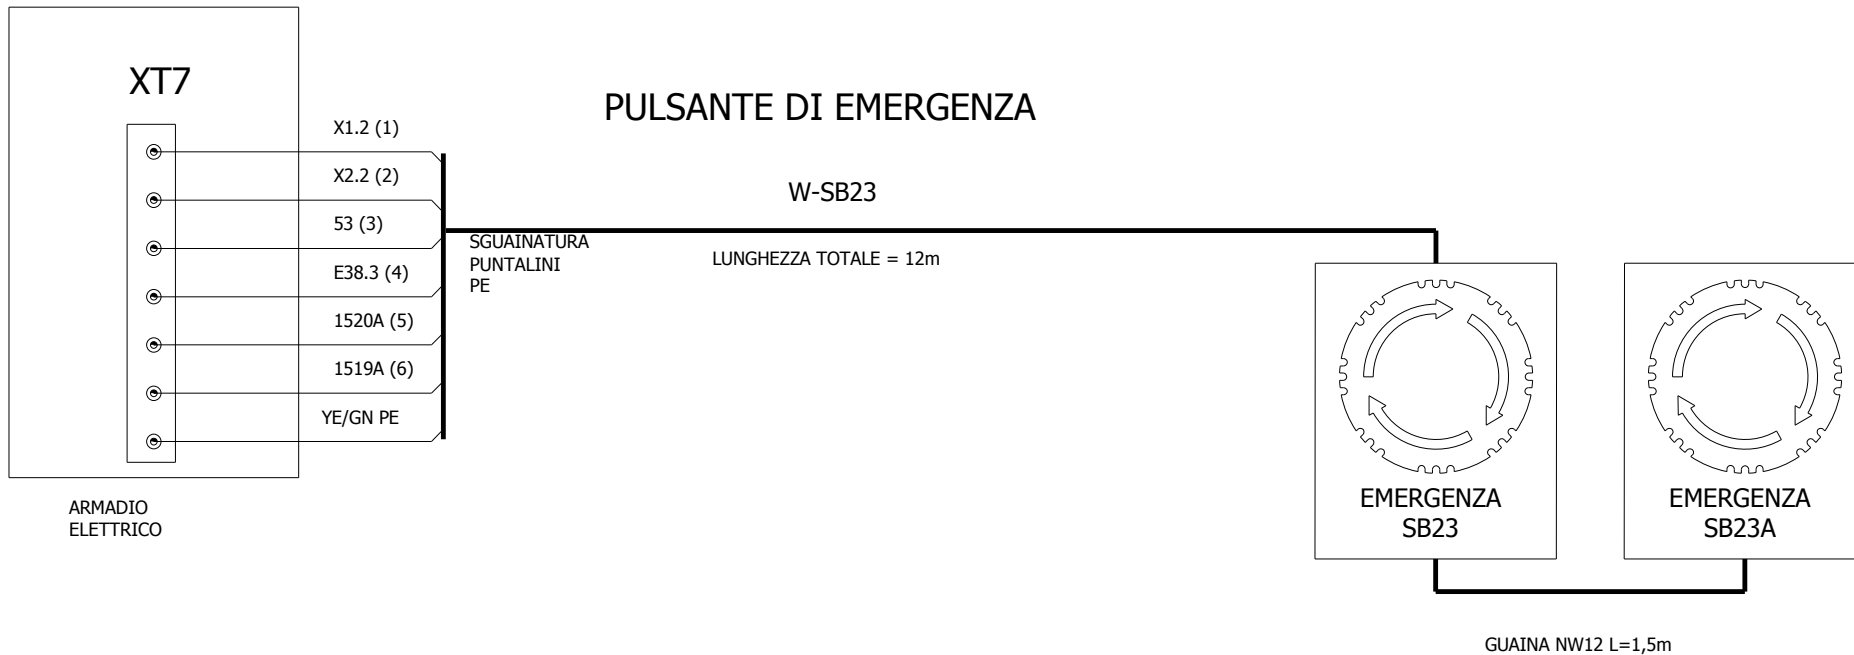 XT7
PULSANTE DI EMERGENZA
X1.2 (1)
X2.2 (2)
53 (3)
E38.3 (4)
1520A (5)
1519A (6)
YE/GN PE
W-SB23
SGUAINATURA
PUNTALINI
PE
LUNGHEZZA TOTALE = 12m
ARMADIO
ELETTRICO
EMERGENZA
SB23
EMERGENZA
SB23A
GUAINA NW12 L=1,5m